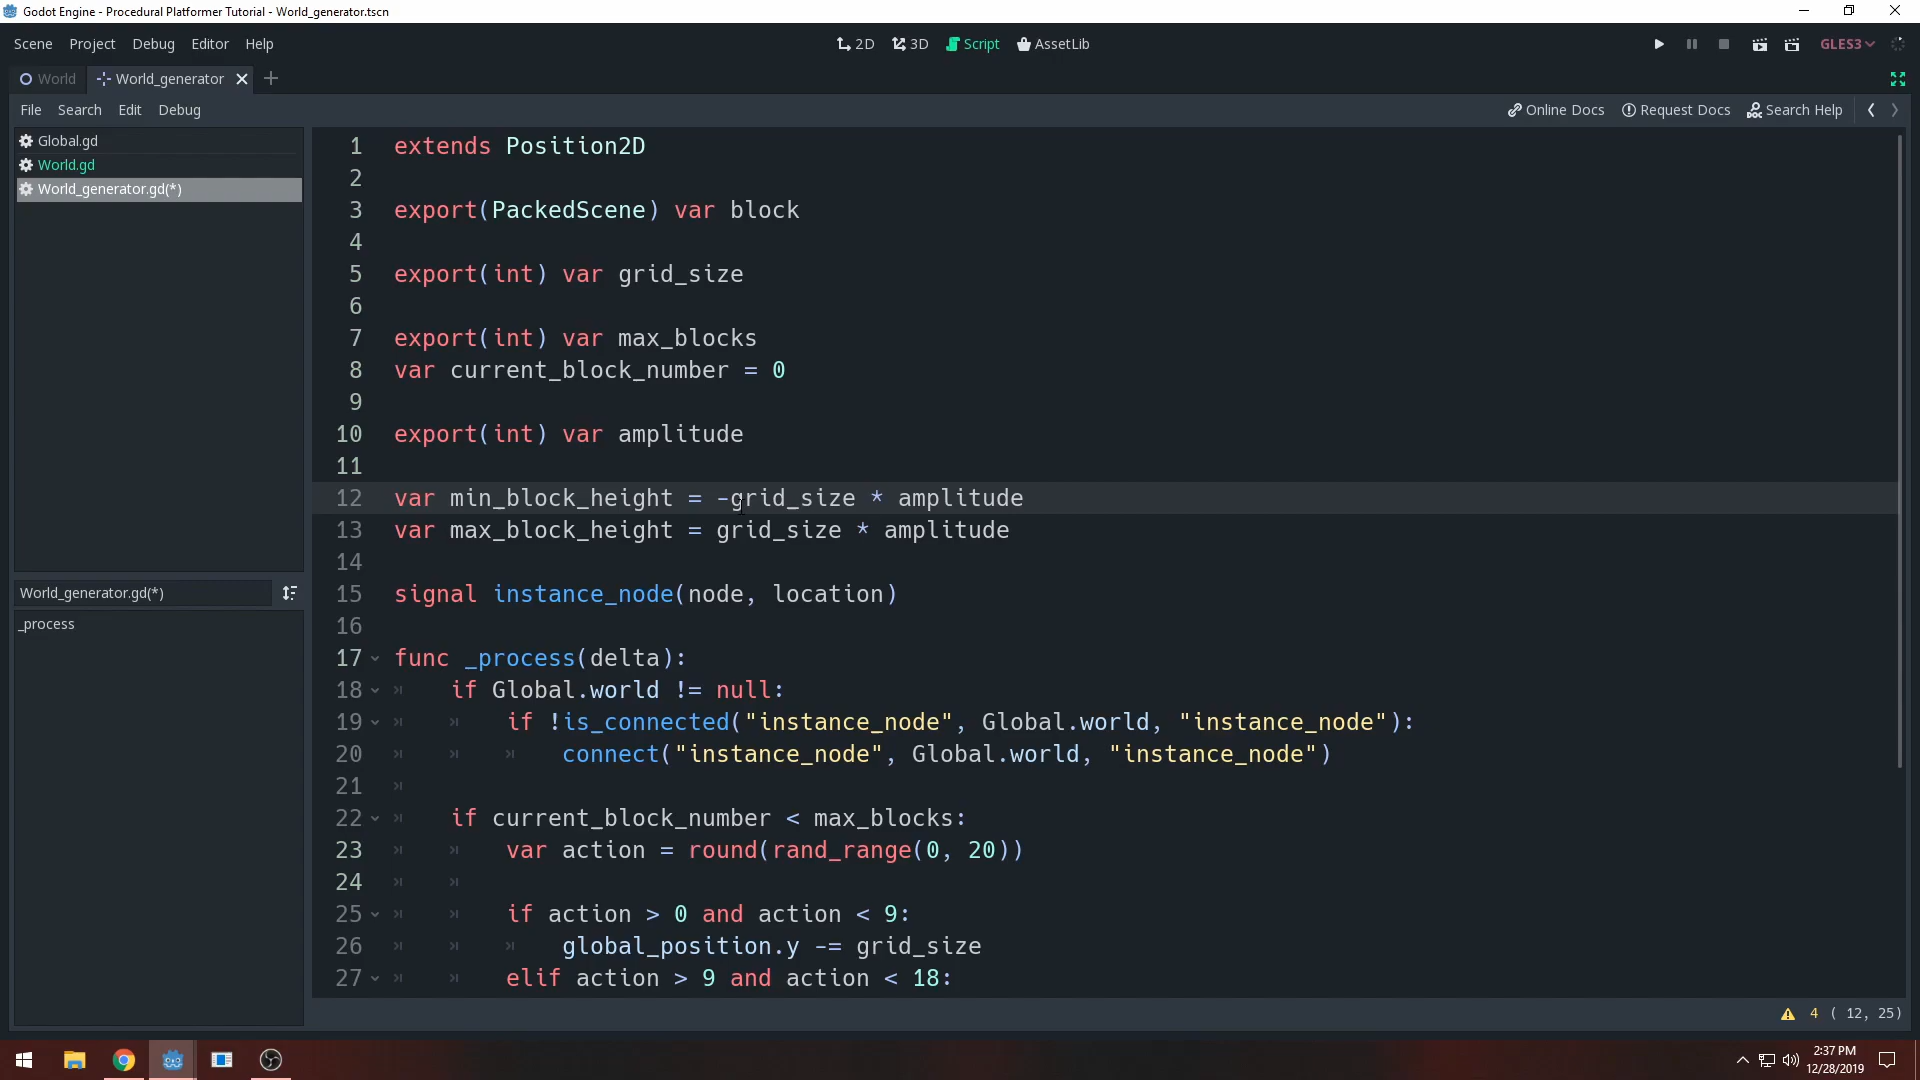 Godot Engine - Procedural Platformer Tutorial - World_generator.tscn
Scene Project Debug Editor Help
2D 3D Script AssetLib
GLES3
World World_generator
File Search Edit Debug
Online Docs Request Docs Search Help
Global.gd
World.gd
World_generator.gd(*)
World_generator.gd(*)
_process
1 extends Position2D
2
3 export(PackedScene) var block
4
5 export(int) var grid_size
6
7 export(int) var max_blocks
8 var current_block_number = 0
9
10 export(int) var amplitude
11
12 var min_block_height = -grid_size * amplitude
13 var max_block_height = grid_size * amplitude
14
15 signal instance_node(node, location)
16
17 func _process(delta):
18 if Global.world != null:
19 if !is_connected("instance_node", Global.world, "instance_node"):
20 connect("instance_node", Global.world, "instance_node")
21
22 if current_block_number < max_blocks:
23 var action = round(rand_range(0, 20))
24
25 if action > 0 and action < 9:
26 global_position.y -= grid_size
27 elif action > 9 and action < 18:
4 ( 12, 25)
2:37 PM
12/28/2019